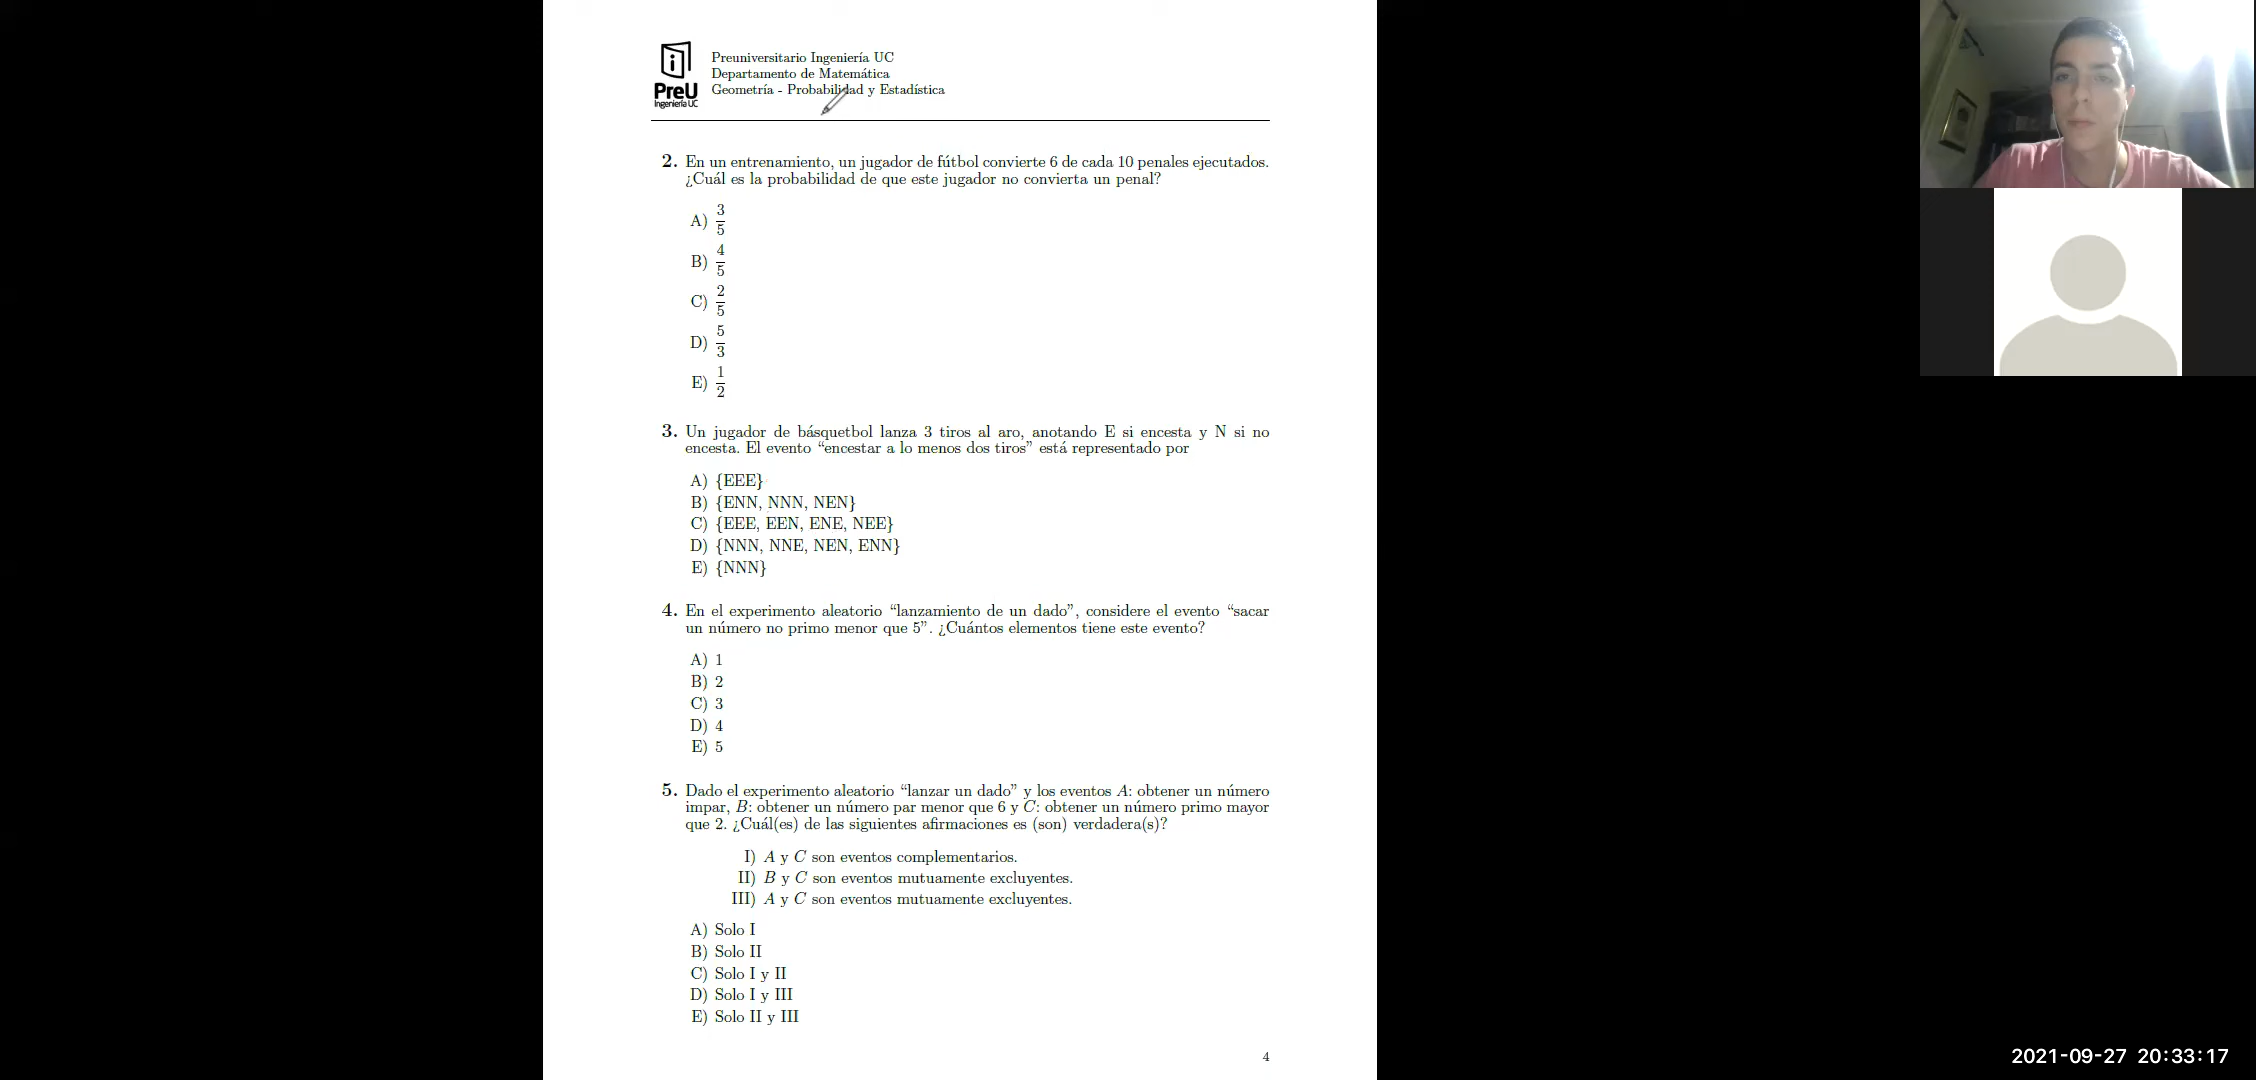 PreU
Ingeniería UC
Preuniversitario Ingeniería UC
Departamento de Matemática
Geometría - Probabilidad y Estadística
2. En un entrenamiento, un jugador de fútbol convierte 6 de cada 10 penales ejecutados.
¿Cuál es la probabilidad de que este jugador no convierta un penal?
A) 3/5
B) 4/5
C) 2/5
D) 5/3
E) 1/2
3. Un jugador de básquetbol lanza 3 tiros al aro, anotando E si encesta y N si no
encesta. El evento “encestar a lo menos dos tiros” está representado por
A) {EEE}
B) {ENN, NNN, NEN}
C) {EEE, EEN, ENE, NEE}
D) {NNN, NNE, NEN, ENN}
E) {NNN}
4. En el experimento aleatorio “lanzamiento de un dado”, considere el evento “sacar
un número no primo menor que 5”. ¿Cuántos elementos tiene este evento?
A) 1
B) 2
C) 3
D) 4
E) 5
5. Dado el experimento aleatorio “lanzar un dado” y los eventos A: obtener un número
impar, B: obtener un número par menor que 6 y C: obtener un número primo mayor
que 2. ¿Cuál(es) de las siguientes afirmaciones es (son) verdadera(s)?
I) A y C son eventos complementarios.
II) B y C son eventos mutuamente excluyentes.
III) A y C son eventos mutuamente excluyentes.
A) Solo I
B) Solo II
C) Solo I y II
D) Solo I y III
E) Solo II y III
4
2021-09-27 20:33:17